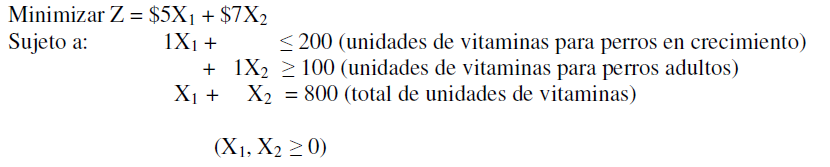 Minimizar Z = $5X₁ + $7X₂
Sujeto a: 1X₁ + ≤ 200 (unidades de vitaminas para perros en crecimiento)
+ 1X₂ ≥ 100 (unidades de vitaminas para perros adultos)
X₁ + X₂ = 800 (total de unidades de vitaminas)
(X₁, X₂ ≥ 0)